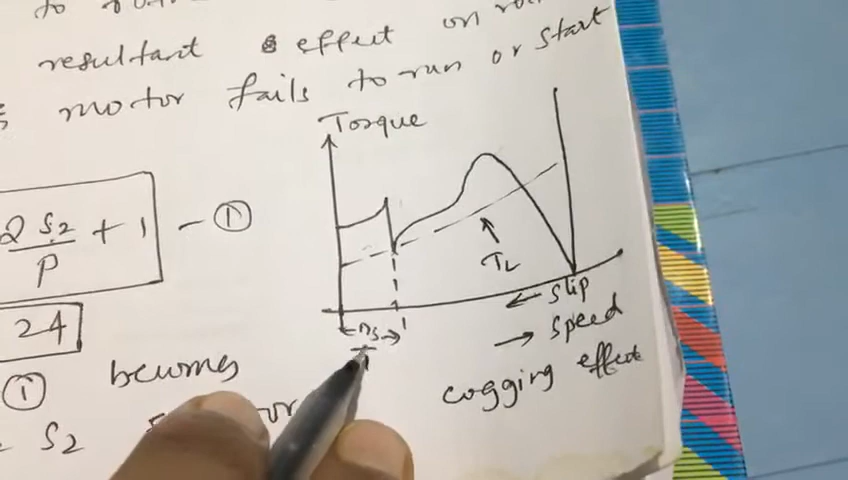 to
resultant effect on
motor fails to run or start
Torque
2 S2 / P + 1 - ①
24
TL
slip
speed
ns
cogging effect
① becomes
S2